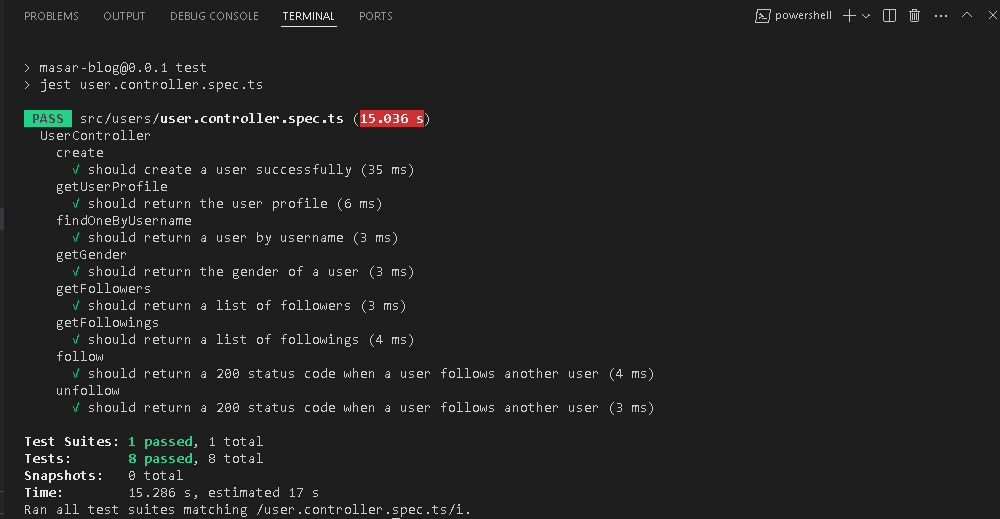 PROBLEMS OUTPUT DEBUG CONSOLE TERMINAL PORTS powershell
> masar-blog@0.0.1 test
> jest user.controller.spec.ts
PASS src/users/user.controller.spec.ts (15.036 s)
UserController
create
√ should create a user successfully (35 ms)
getUserProfile
√ should return the user profile (6 ms)
findOneByUsername
√ should return a user by username (3 ms)
getGender
√ should return the gender of a user (3 ms)
getFollowers
√ should return a list of followers (3 ms)
getFollowings
√ should return a list of followings (4 ms)
follow
√ should return a 200 status code when a user follows another user (4 ms)
unfollow
√ should return a 200 status code when a user follows another user (3 ms)
Test Suites: 1 passed, 1 total
Tests: 8 passed, 8 total
Snapshots: 0 total
Time: 15.286 s, estimated 17 s
Ran all test suites matching /user.controller.spec.ts/i.